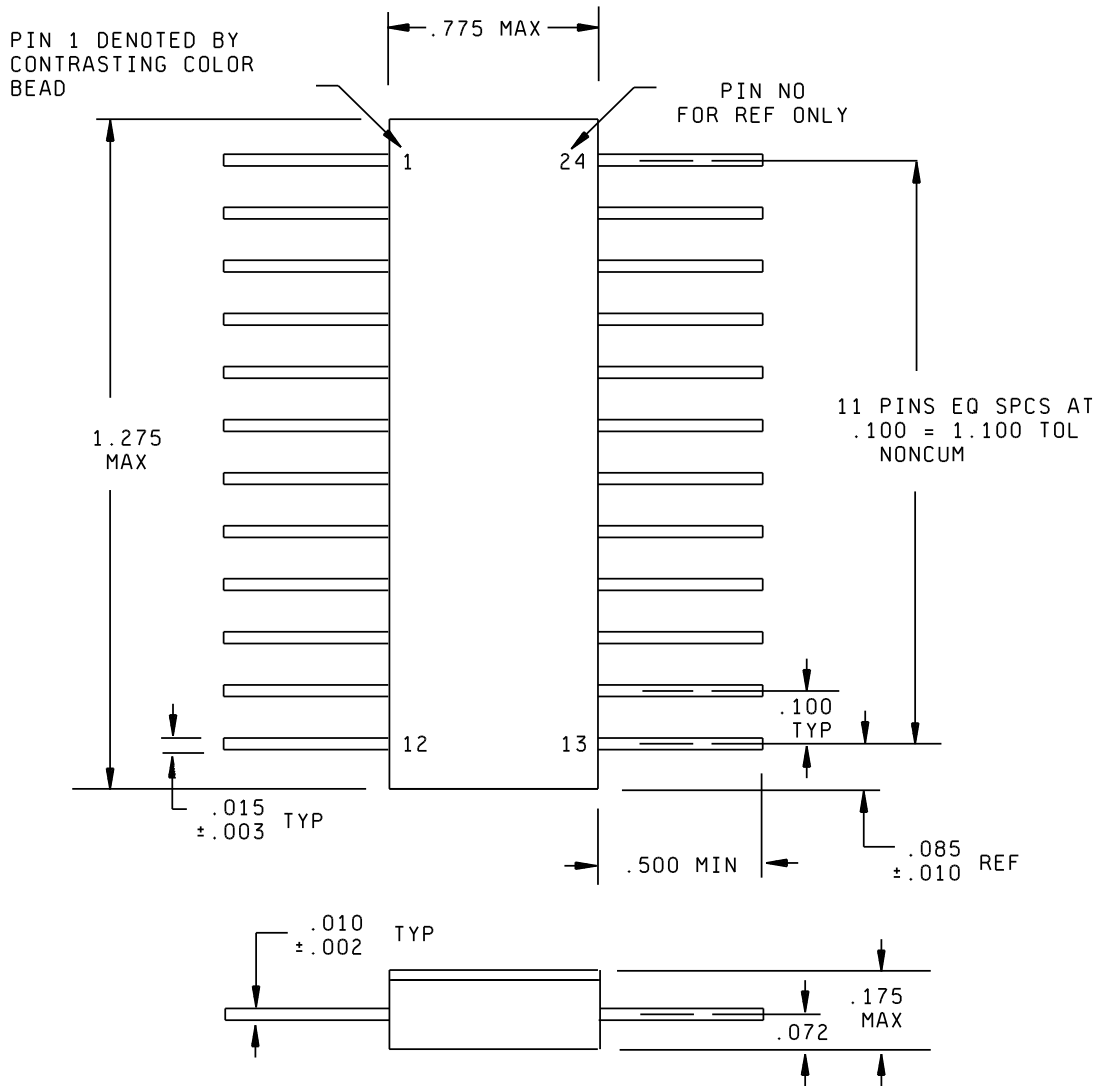 PIN 1 DENOTED BY
CONTRASTING COLOR
BEAD
.775 MAX
PIN NO
FOR REF ONLY
1
24
1.275
MAX
11 PINS EQ SPCS AT
.100 = 1.100 TOL
NONCUM
.100
TYP
12
13
.015
±.003 TYP
.500 MIN
.085
±.010 REF
.010
±.002 TYP
.175
MAX
.072